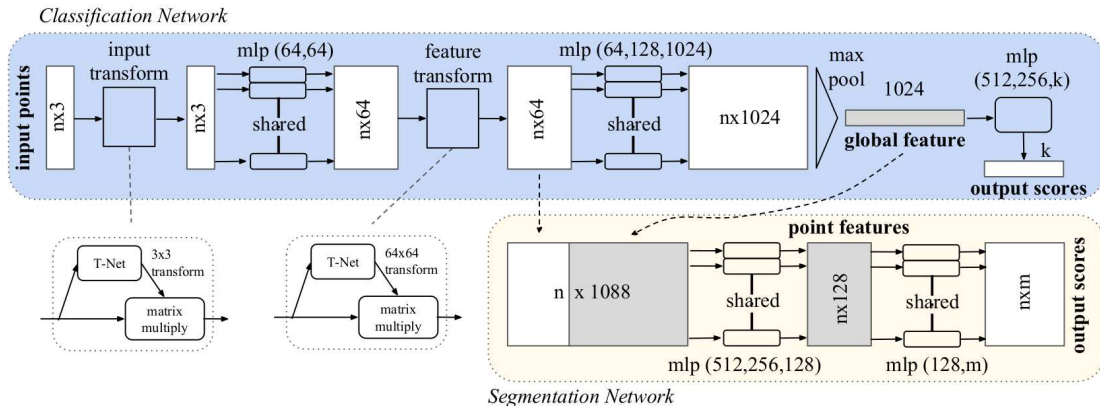 Classification Network
input points
nx3
input
transform
nx3
mlp (64,64)
shared
nx64
feature
transform
nx64
mlp (64,128,1024)
shared
nx1024
max
pool
1024
global feature
mlp
(512,256,k)
k
output scores
T-Net
3x3
transform
matrix
multiply
T-Net
64x64
transform
matrix
multiply
point features
n x 1088
shared
mlp (512,256,128)
nx128
shared
mlp (128,m)
nxm
output scores
Segmentation Network